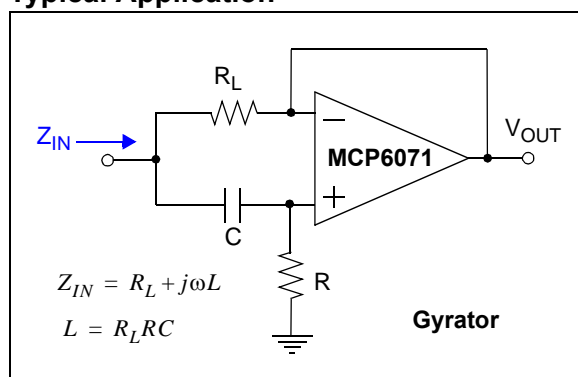 Typical Application
R_L
Z_IN
−
V_OUT
MCP6071
+
C
R
Z_IN = R_L + jωL
L = R_L RC
Gyrator